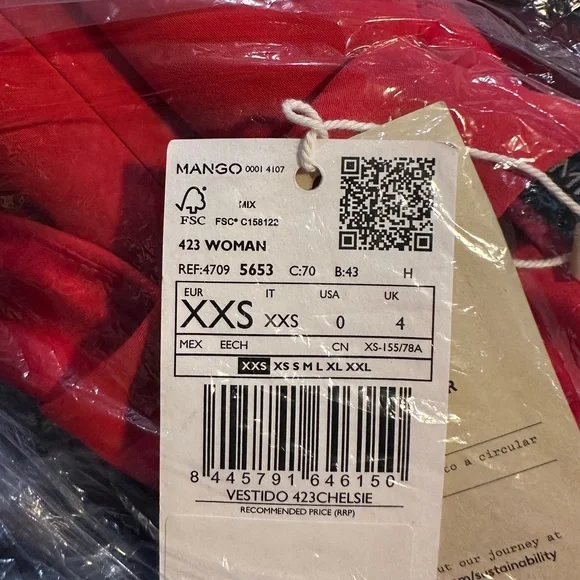 MANGO 0001 4107
MIX
FSC FSC® C158122
423 WOMAN
REF:4709 5653 C:70 B:43 H
EUR IT USA UK
XXS XXS 0 4
MEX EECH CN XS-155/78A
XXS XS S M L XL XXL
8 445791 646150
VESTIDO 423CHELSIE
RECOMMENDED PRICE (RRP)
to a circular
ut our journey at
m/sustainability